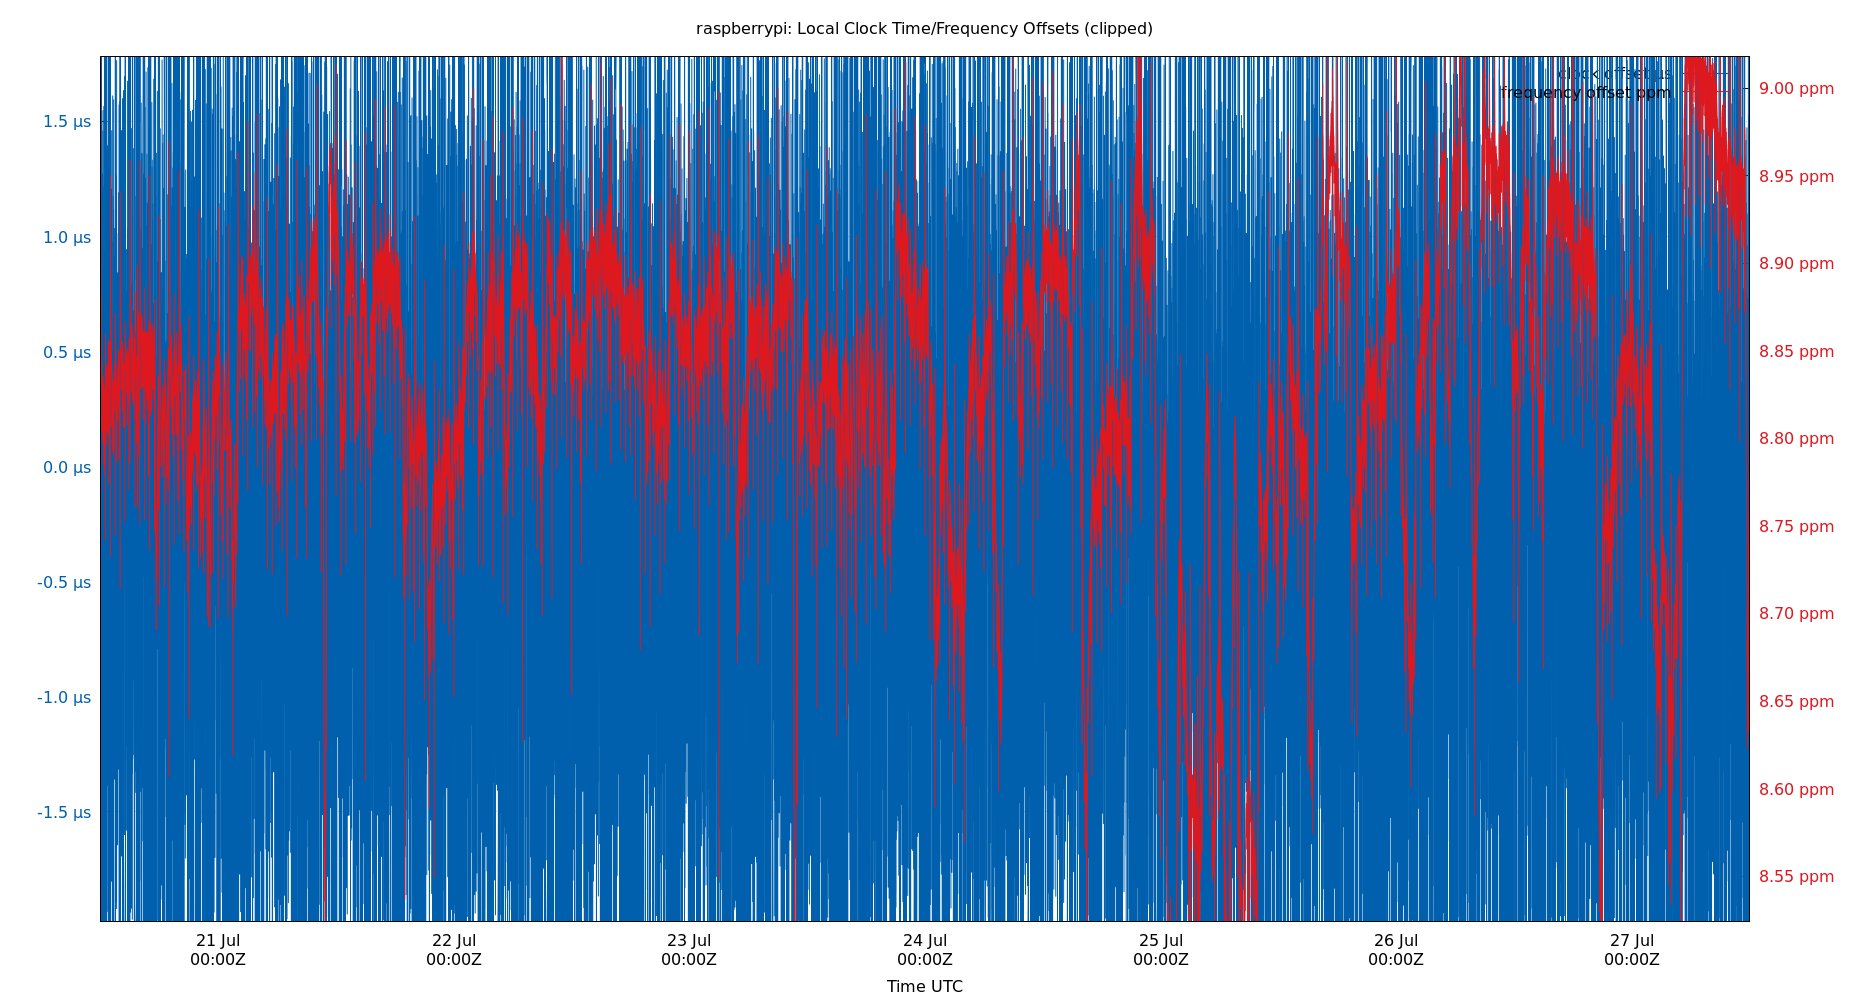 raspberrypi: Local Clock Time/Frequency Offsets (clipped)
clock offset µs
frequency offset ppm
1.5 µs
1.0 µs
0.5 µs
0.0 µs
-0.5 µs
-1.0 µs
-1.5 µs
9.00 ppm
8.95 ppm
8.90 ppm
8.85 ppm
8.80 ppm
8.75 ppm
8.70 ppm
8.65 ppm
8.60 ppm
8.55 ppm
21 Jul
00:00Z
22 Jul
00:00Z
23 Jul
00:00Z
24 Jul
00:00Z
25 Jul
00:00Z
26 Jul
00:00Z
27 Jul
00:00Z
Time UTC